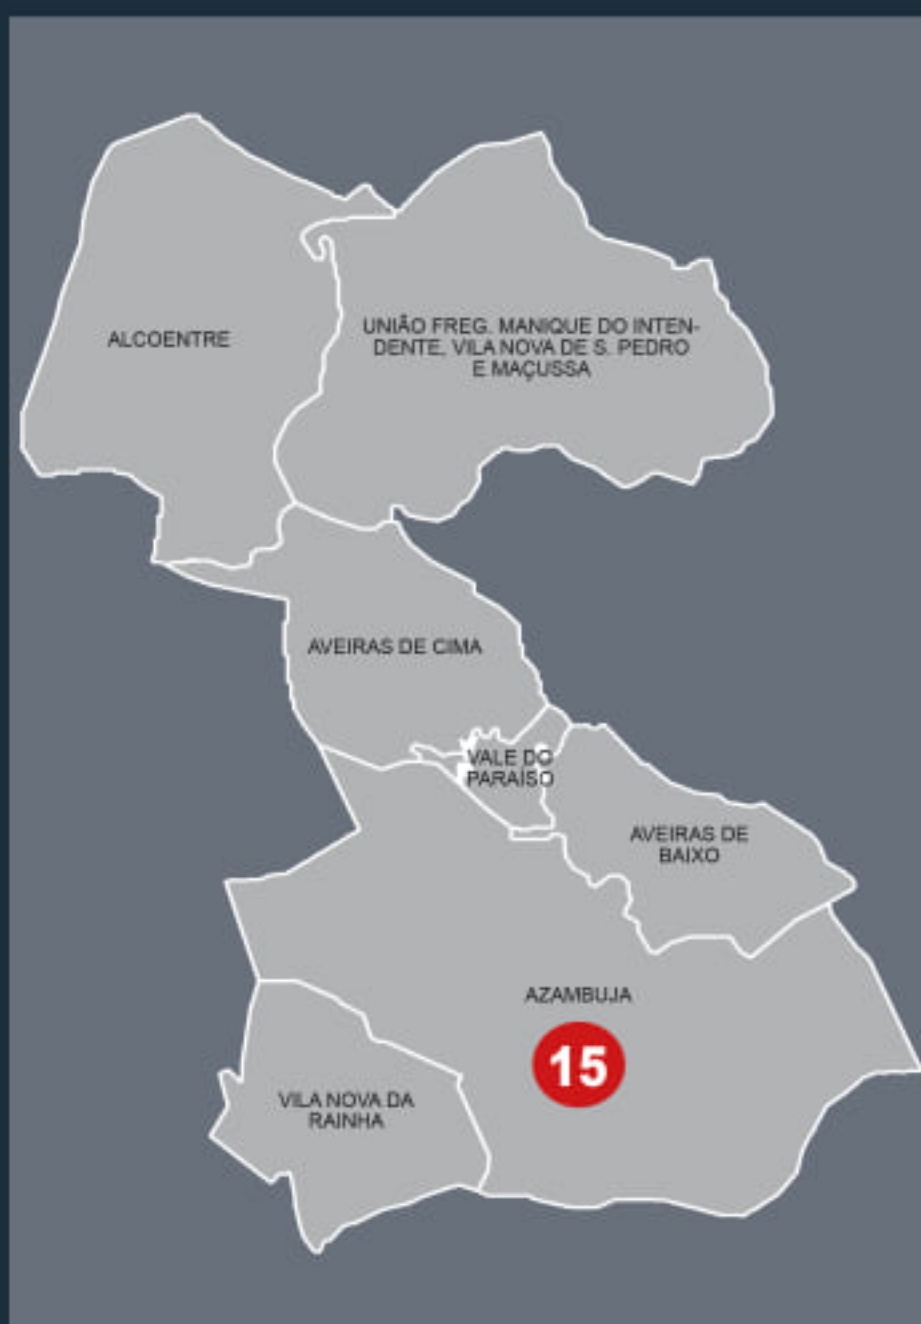 ALCOENTRE
UNIÃO FREG. MANIQUE DO INTEN-
DENTE, VILA NOVA DE S. PEDRO
E MAÇUSSA
AVEIRAS DE CIMA
VALE DO
PARAÍSO
AVEIRAS DE
BAIXO
AZAMBUJA
15
VILA NOVA DA
RAINHA